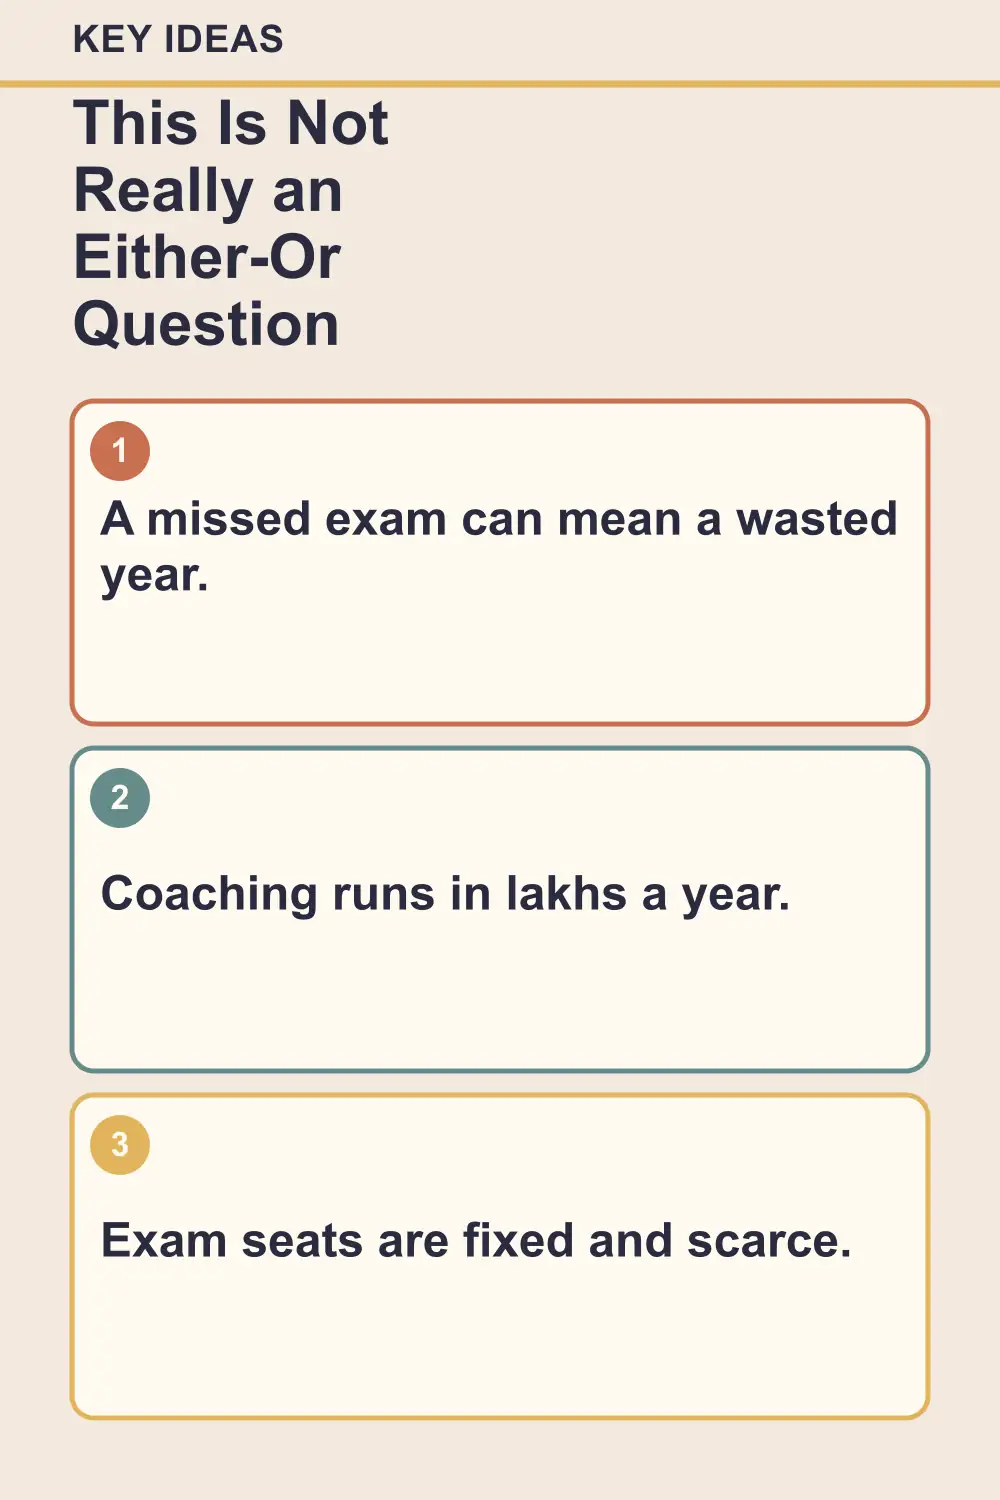 KEY IDEAS
This Is Not
Really an
Either-Or
Question
1
A missed exam can mean a wasted
year.
2
Coaching runs in lakhs a year.
3
Exam seats are fixed and scarce.